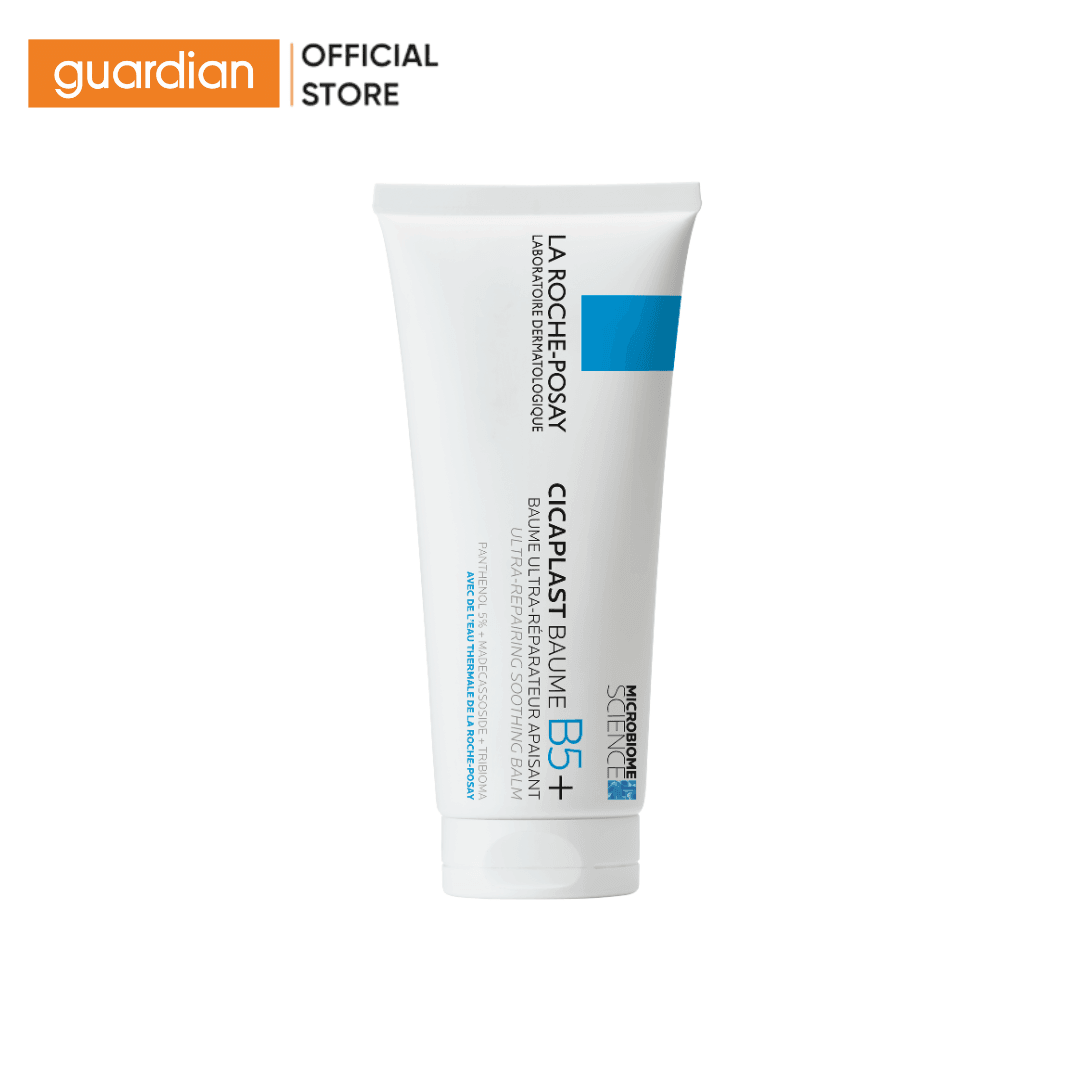 guardian
OFFICIAL
STORE
LA ROCHE-POSAY
LABORATOIRE DERMATOLOGIQUE
CICAPLAST BAUME B5+
BAUME ULTRA-RÉPARATEUR APAISANT
ULTRA-REPAIRING SOOTHING BALM
PANTHENOL 5% + MADECASSOSIDE + TRIBIOMA
AVEC DE L'EAU THERMALE DE LA ROCHE-POSAY
MICROBIOME
SCIENCE